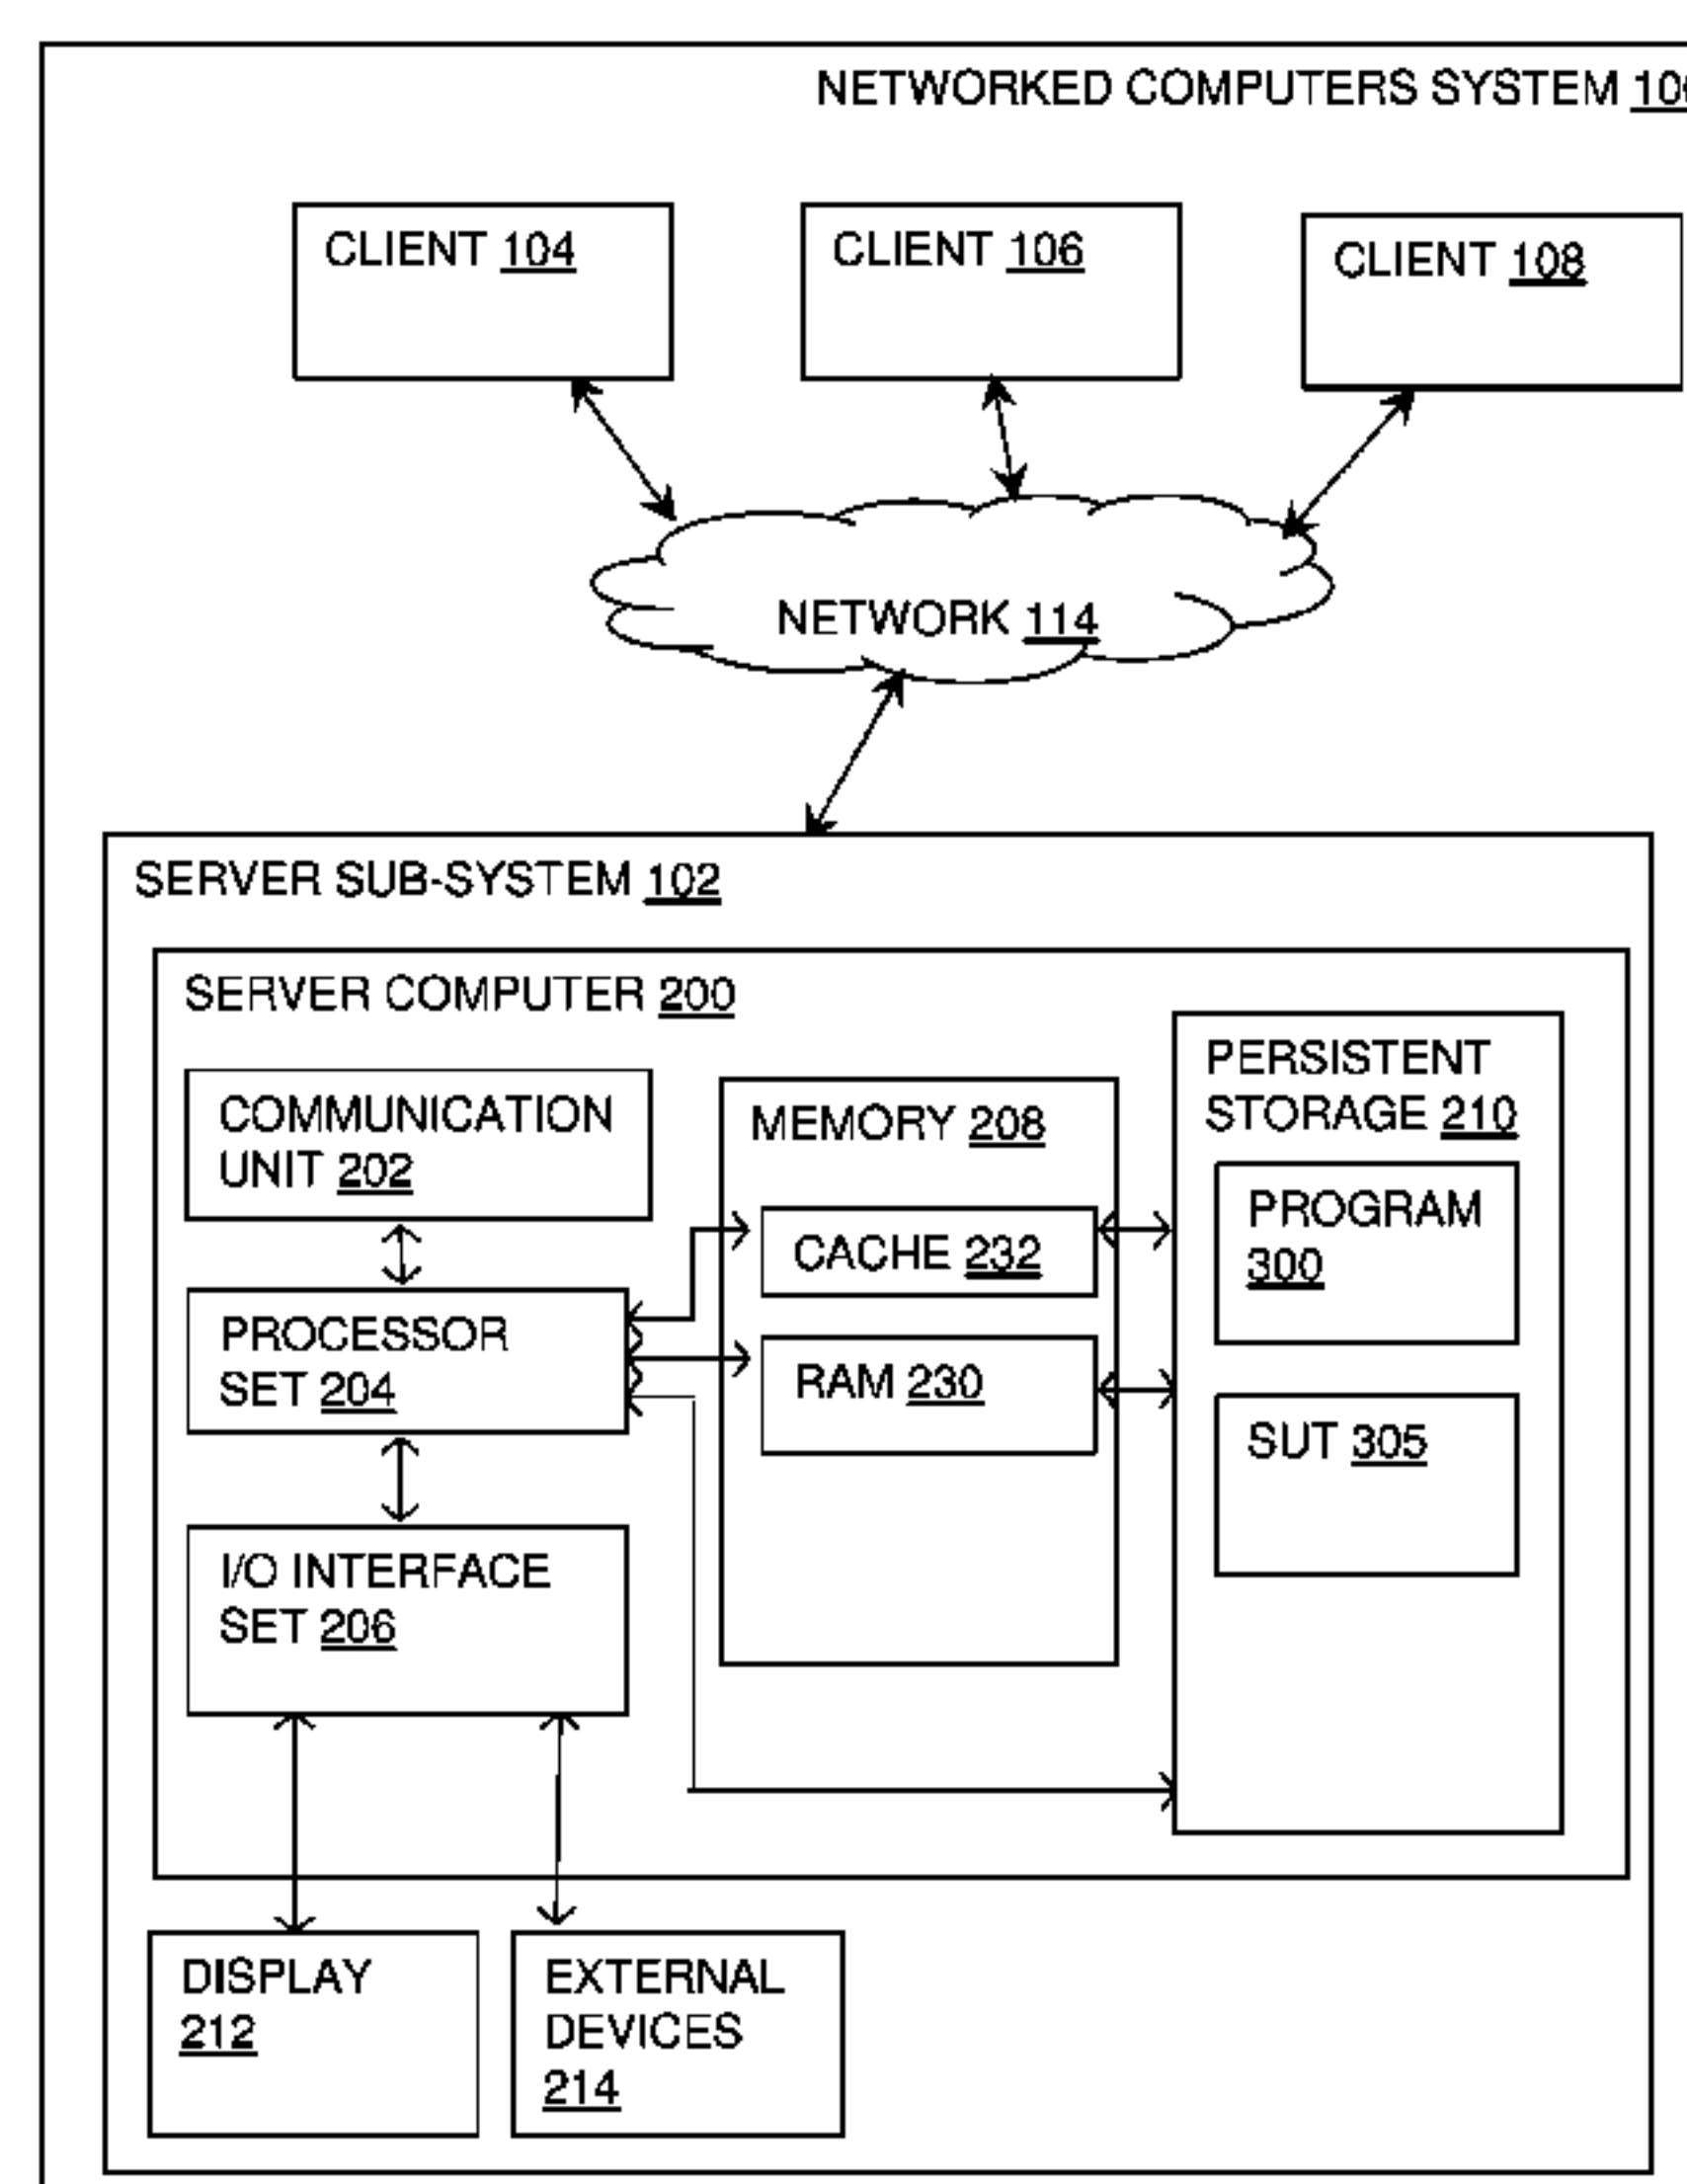 NETWORKED COMPUTERS SYSTEM
CLIENT 104
CLIENT 106
CLIENT 108
NETWORK 114
SERVER SUB-SYSTEM 102
SERVER COMPUTER 200
COMMUNICATION
UNIT 202
PROCESSOR
SET 204
I/O INTERFACE
SET 206
MEMORY 208
CACHE 232
RAM 230
PERSISTENT
STORAGE 210
PROGRAM
300
SUT 305
DISPLAY
212
EXTERNAL
DEVICES
214